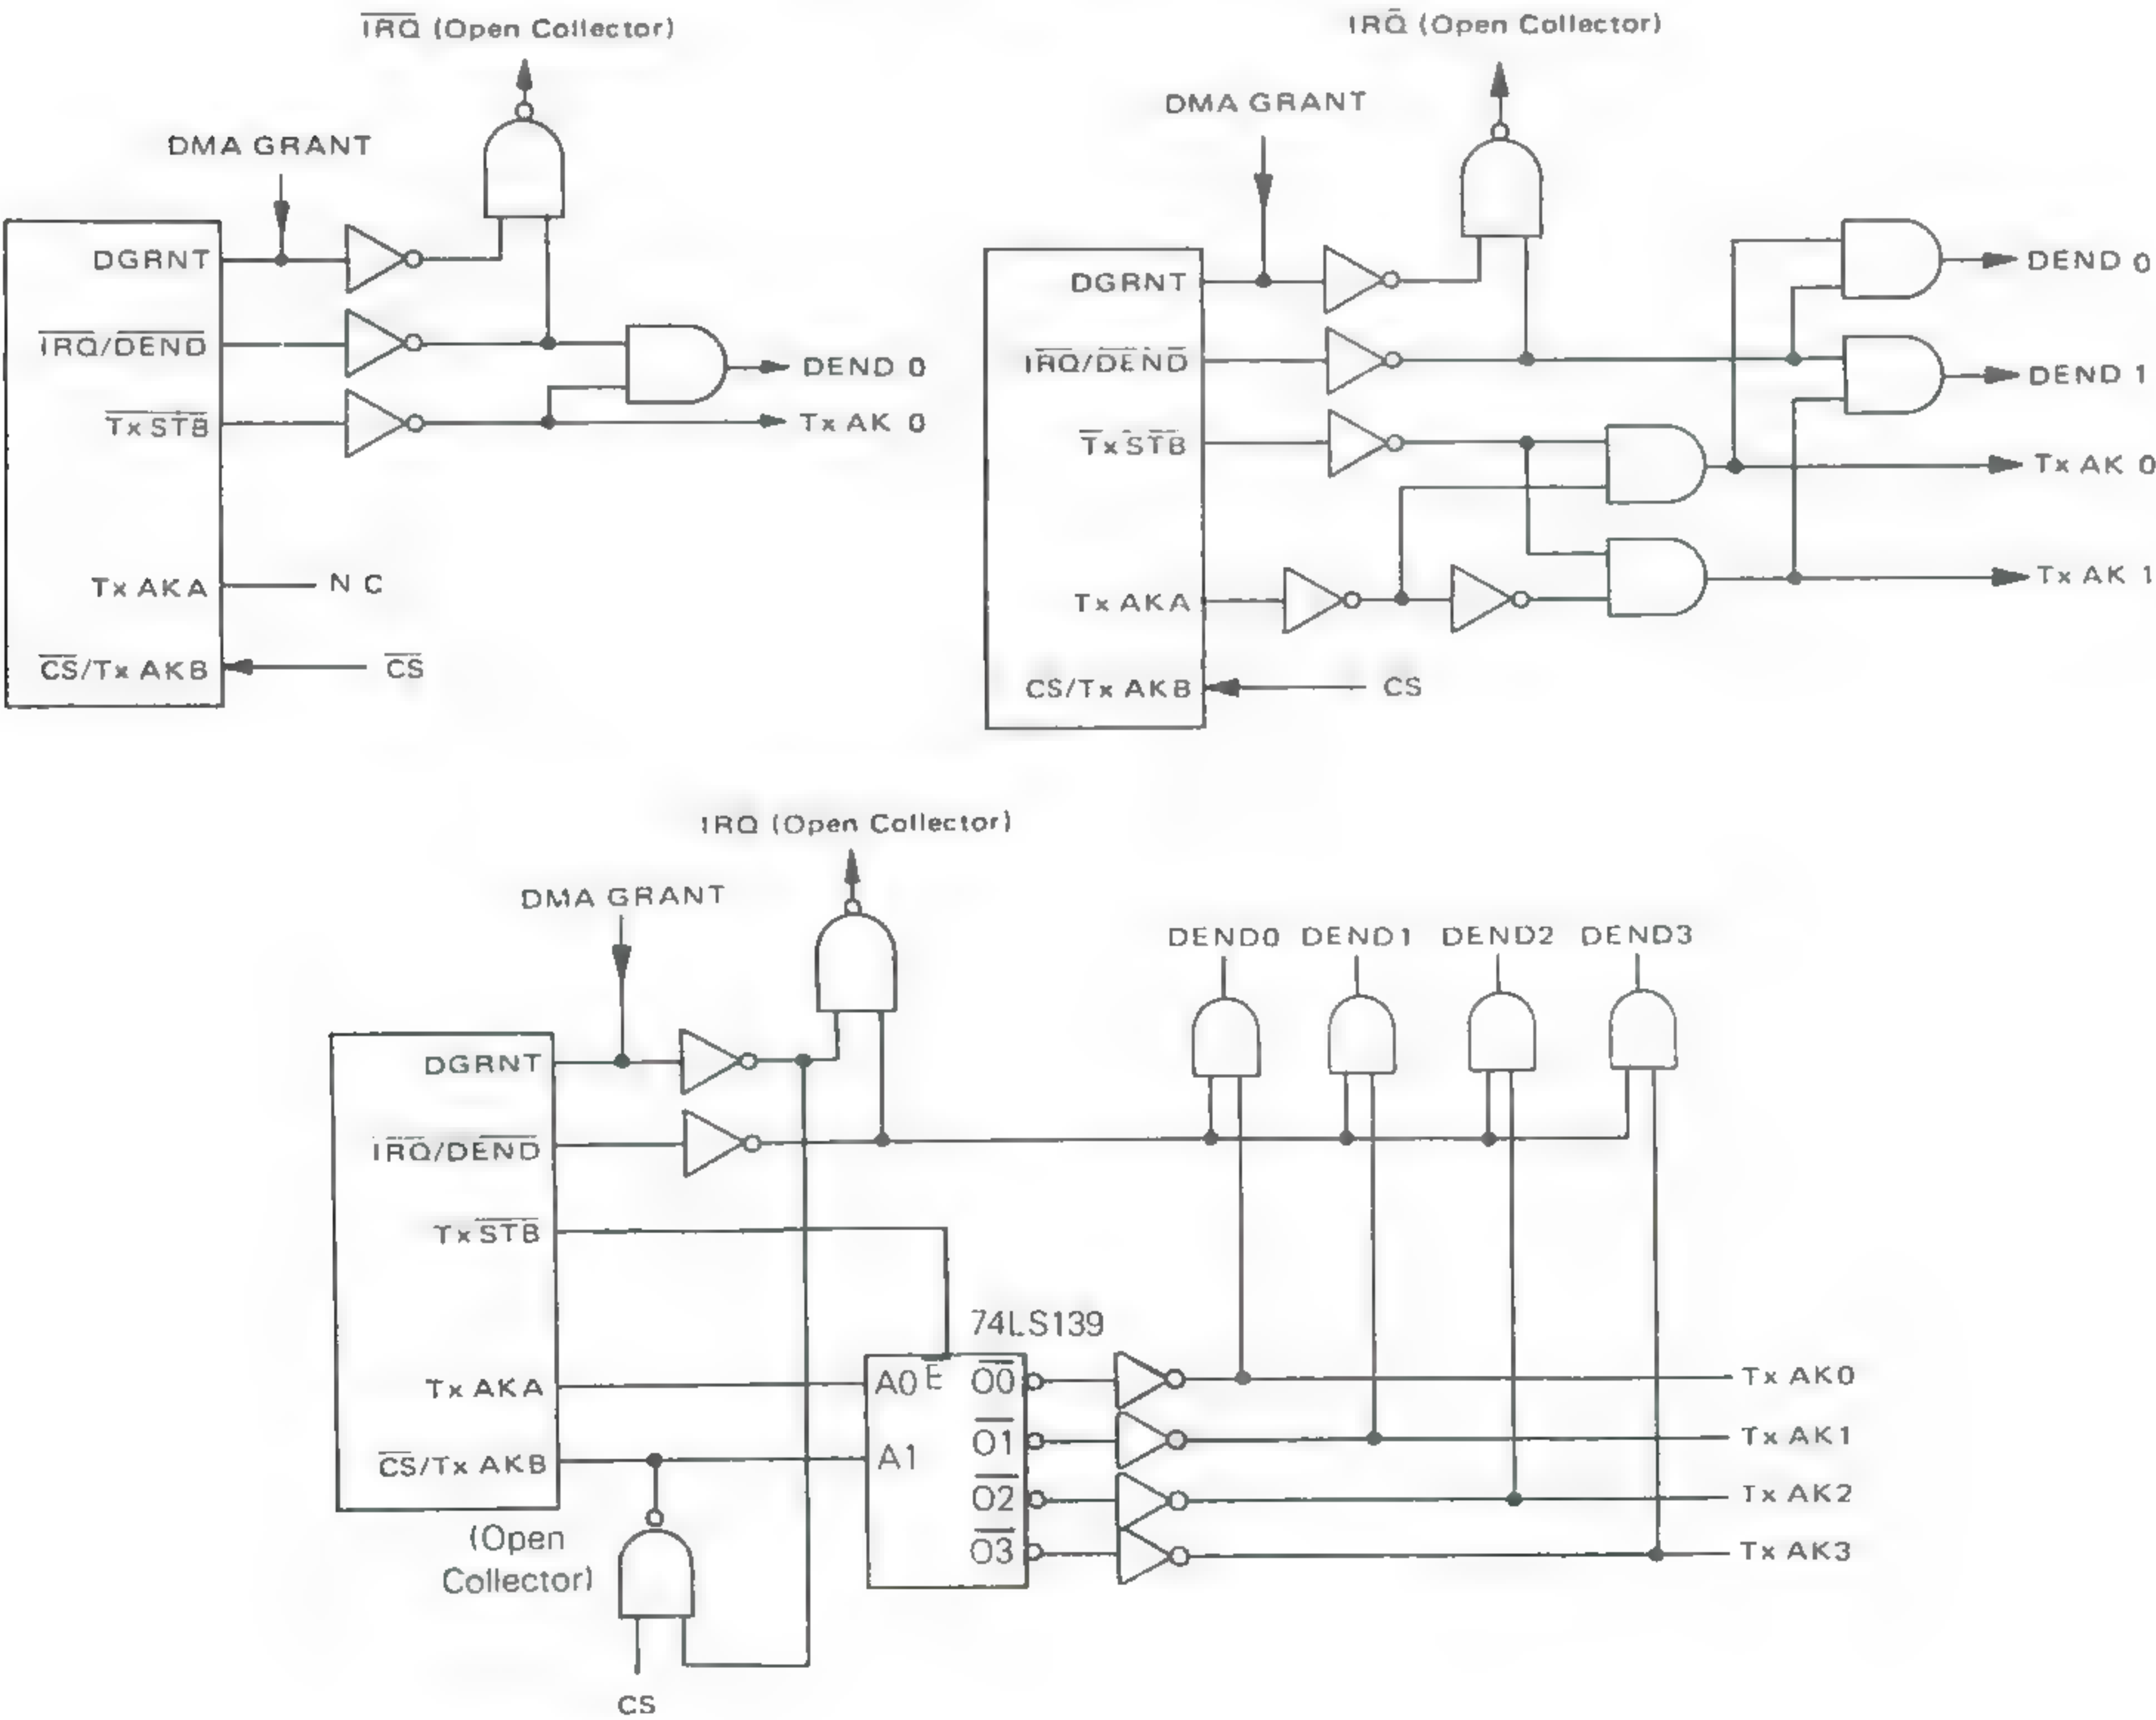 IRQ (Open Collector)
DMA GRANT
DGRNT
IRQ/DEND
Tx STB
Tx AKA
CS/Tx AKB
N C
CS
DEND 0
Tx AK 0
IRQ (Open Collector)
DMA GRANT
DGRNT
IRQ/DEND
Tx STB
Tx AKA
CS/Tx AKB
CS
DEND 0
DEND 1
Tx AK 0
Tx AK 1
IRQ (Open Collector)
DMA GRANT
DEND0 DEND1 DEND2 DEND3
DGRNT
IRQ/DEND
Tx STB
Tx AKA
CS/Tx AKB
(Open
Collector)
CS
74LS139
A0 E O0
O1
A1
O2
O3
Tx AK0
Tx AK1
Tx AK2
Tx AK3